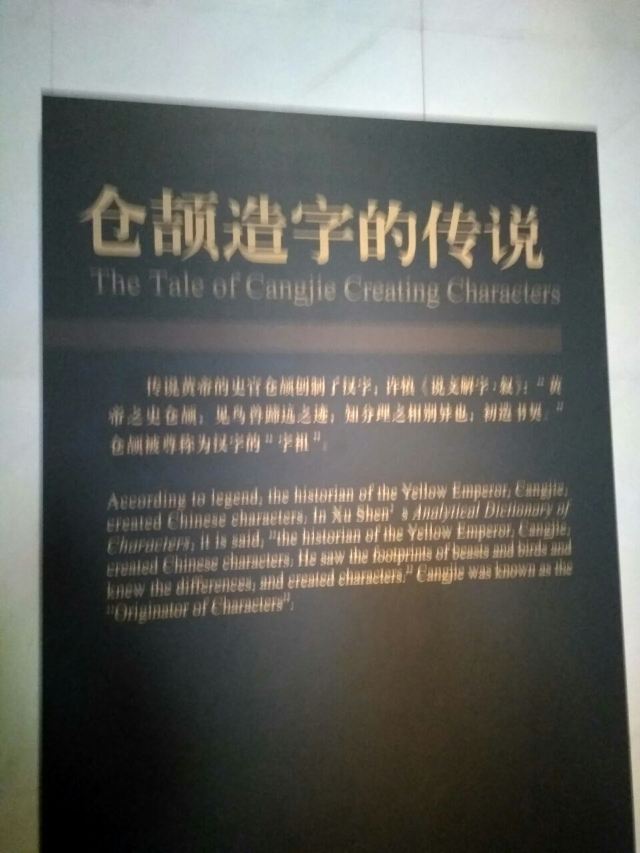 仓颉造字的传说
The Tale of Cangjie Creating Characters
传说黄帝的史官仓颉创制了汉字，许慎《说文解字·叙》：“黄
帝之史仓颉，见鸟兽蹄迒之迹，知分理之相别异也，初造书契。”
仓颉被尊称为汉字的“字祖”。
According to legend, the historian of the Yellow Emperor, Cangjie,
created Chinese characters. In Xu Shen’s Analytical Dictionary of
Characters, it is said, "the historian of the Yellow Emperor, Cangjie,
created Chinese characters. He saw the footprints of beasts and birds and
knew the differences, and created characters." Cangjie was known as the
"Originator of Characters".